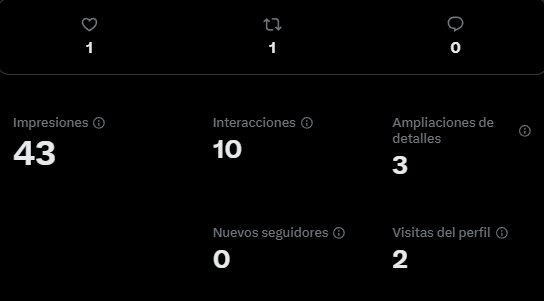 1
1
0
Impresiones
43
Interacciones
10
Ampliaciones de
detalles
3
Nuevos seguidores
0
Visitas del perfil
2